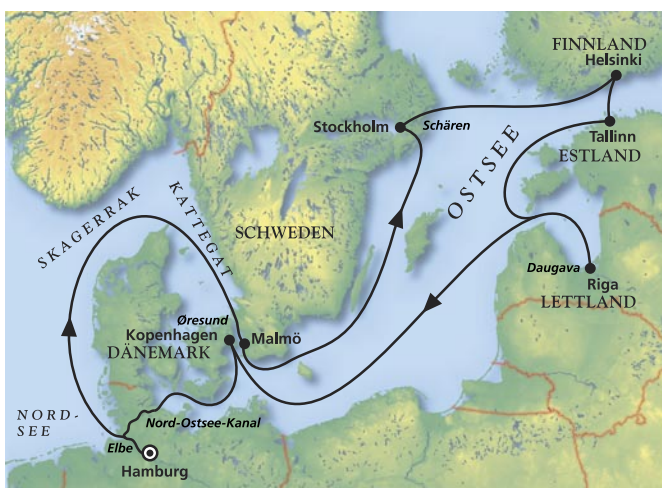 FINNLAND
Helsinki
Stockholm
Schären
Tallinn
ESTLAND
OSTSEE
SKAGERRAK
KATTEGAT
SCHWEDEN
Daugava
Riga
LETTLAND
Øresund
Kopenhagen
Malmö
DÄNEMARK
NORD-
SEE
Nord-Ostsee-Kanal
Elbe
Hamburg